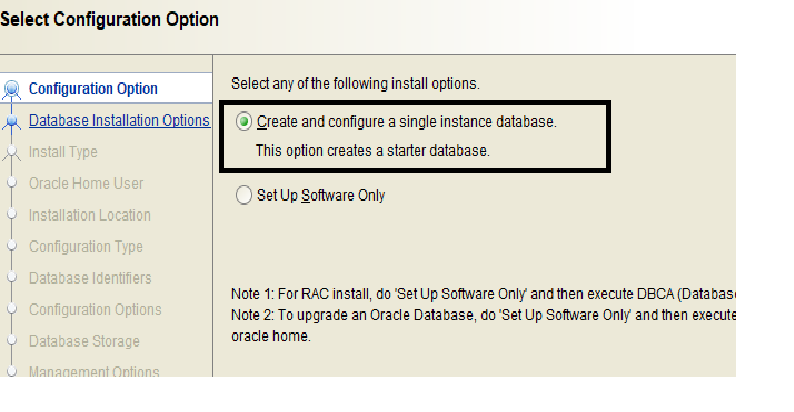 Select Configuration Option
Configuration Option
Database Installation Options
Install Type
Oracle Home User
Installation Location
Configuration Type
Database Identifiers
Configuration Options
Database Storage
Management Options
Select any of the following install options.
Create and configure a single instance database.
This option creates a starter database.
Set Up Software Only
Note 1: For RAC install, do 'Set Up Software Only' and then execute DBCA (Databas
Note 2: To upgrade an Oracle Database, do 'Set Up Software Only' and then execute
oracle home.